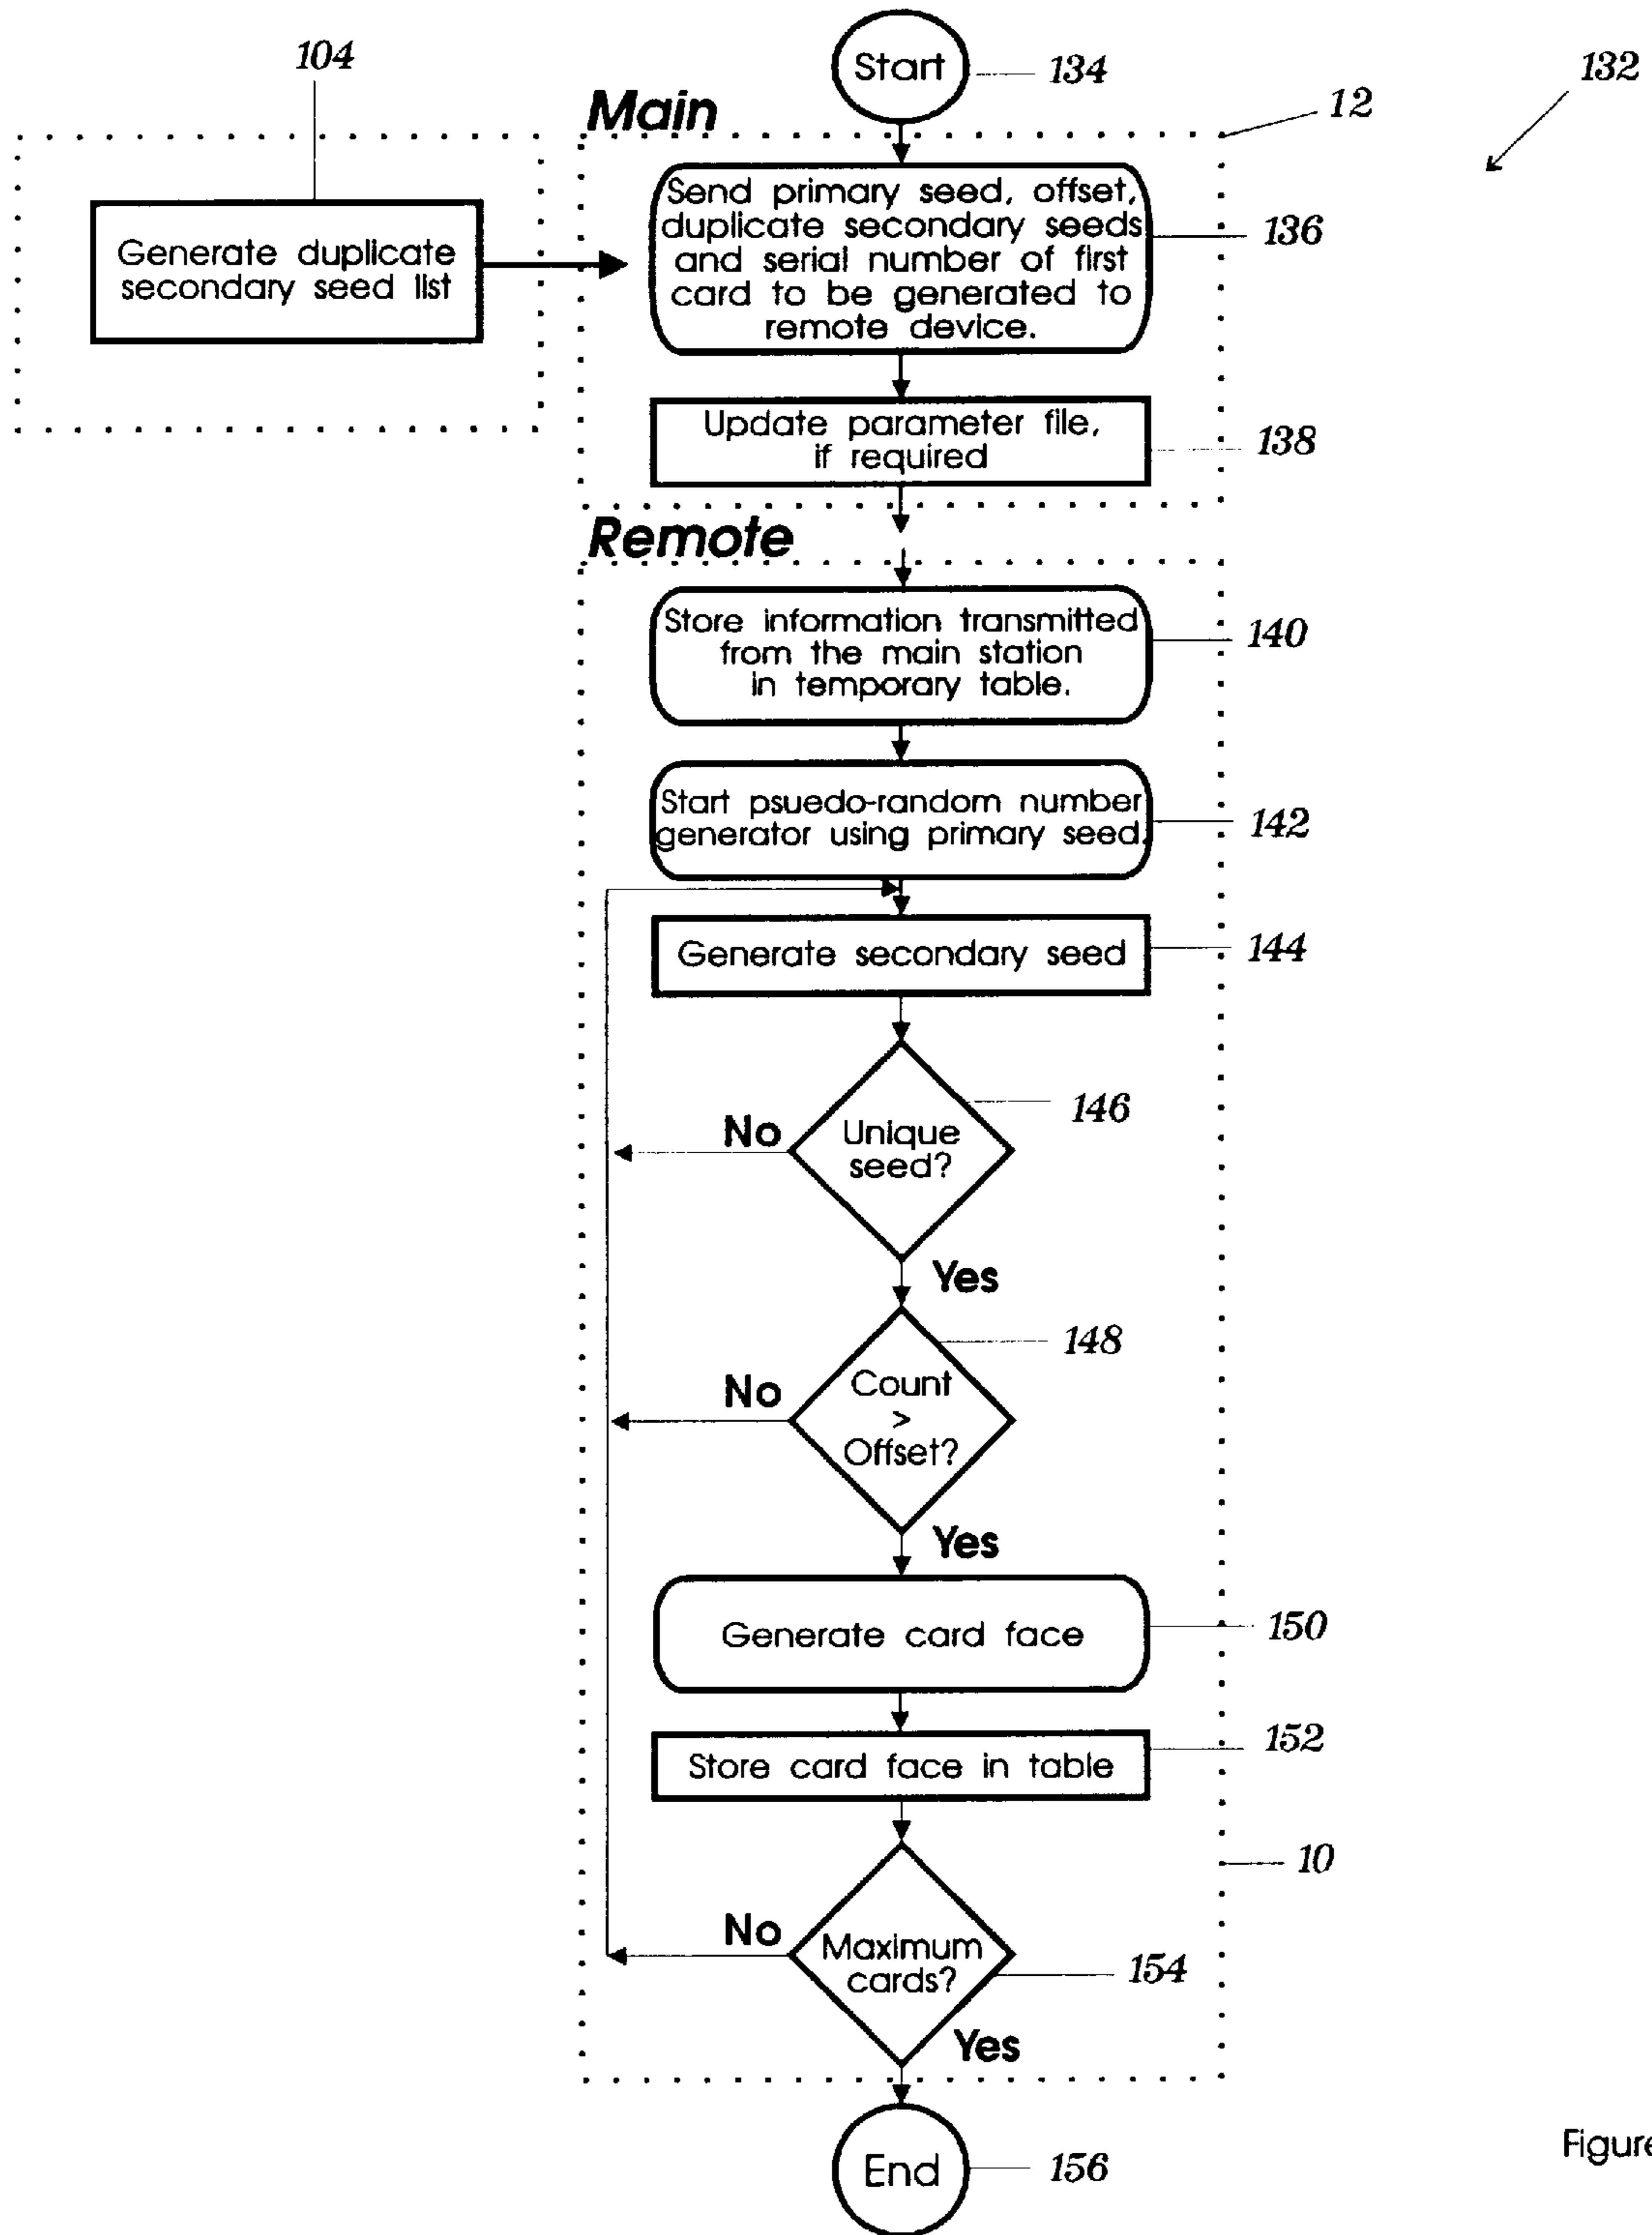 104
Start
134
132
Main
12
Generate duplicate
secondary seed list
Send primary seed, offset,
duplicate secondary seeds
and serial number of first
card to be generated to
remote device.
136
Update parameter file,
if required
138
Remote
Store information transmitted
from the main station
in temporary table.
140
Start psuedo-random number
generator using primary seed.
142
Generate secondary seed
144
146
No
Unique
seed?
Yes
148
No
Count
>
Offset?
Yes
Generate card face
150
Store card face in table
152
10
No
Maximum
cards?
154
Yes
End
156
Figure